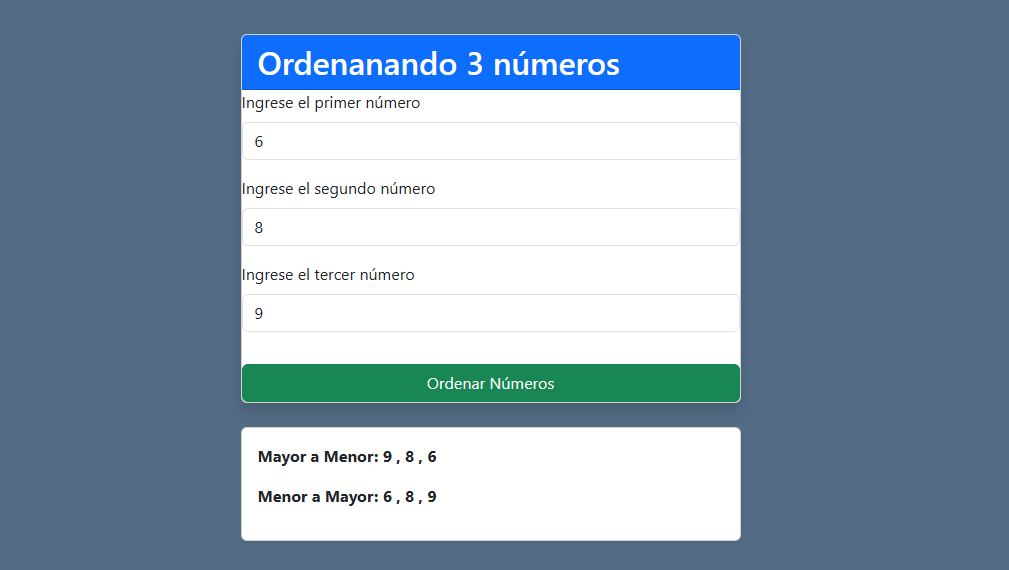 Ordenanando 3 números
Ingrese el primer número
6
Ingrese el segundo número
8
Ingrese el tercer número
9
Ordenar Números
Mayor a Menor: 9 , 8 , 6
Menor a Mayor: 6 , 8 , 9